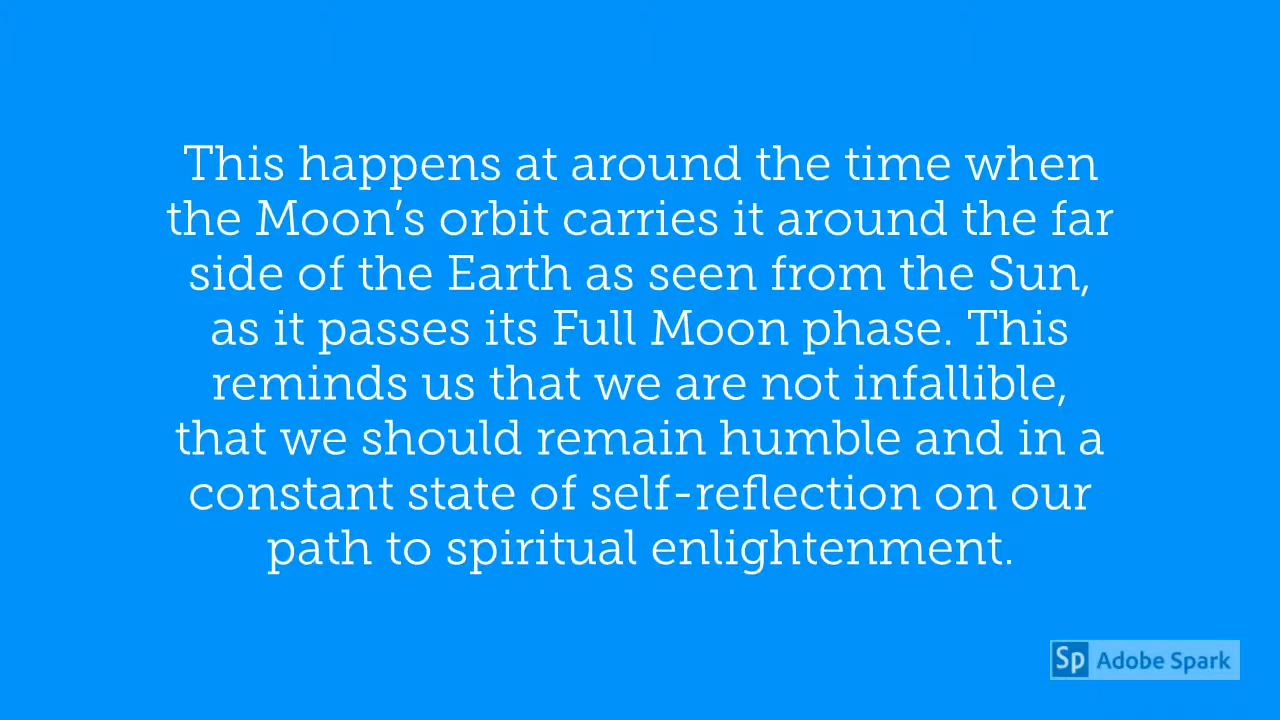 This happens at around the time when
the Moon’s orbit carries it around the far
side of the Earth as seen from the Sun,
as it passes its Full Moon phase. This
reminds us that we are not infallible,
that we should remain humble and in a
constant state of self-reflection on our
path to spiritual enlightenment.
Sp Adobe Spark